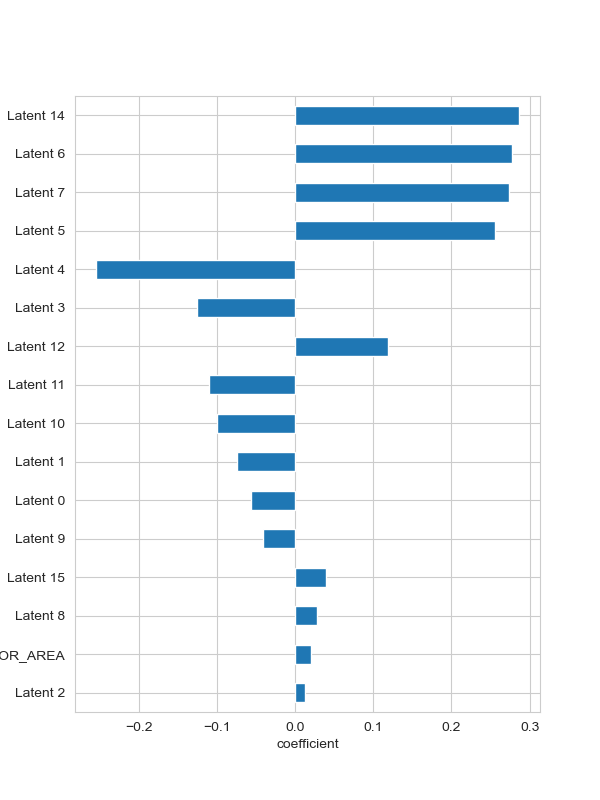 Latent 14
Latent 6
Latent 7
Latent 5
Latent 4
Latent 3
Latent 12
Latent 11
Latent 10
Latent 1
Latent 0
Latent 9
Latent 15
Latent 8
OR_AREA
Latent 2
−0.2 −0.1 0.0 0.1 0.2 0.3
coefficient